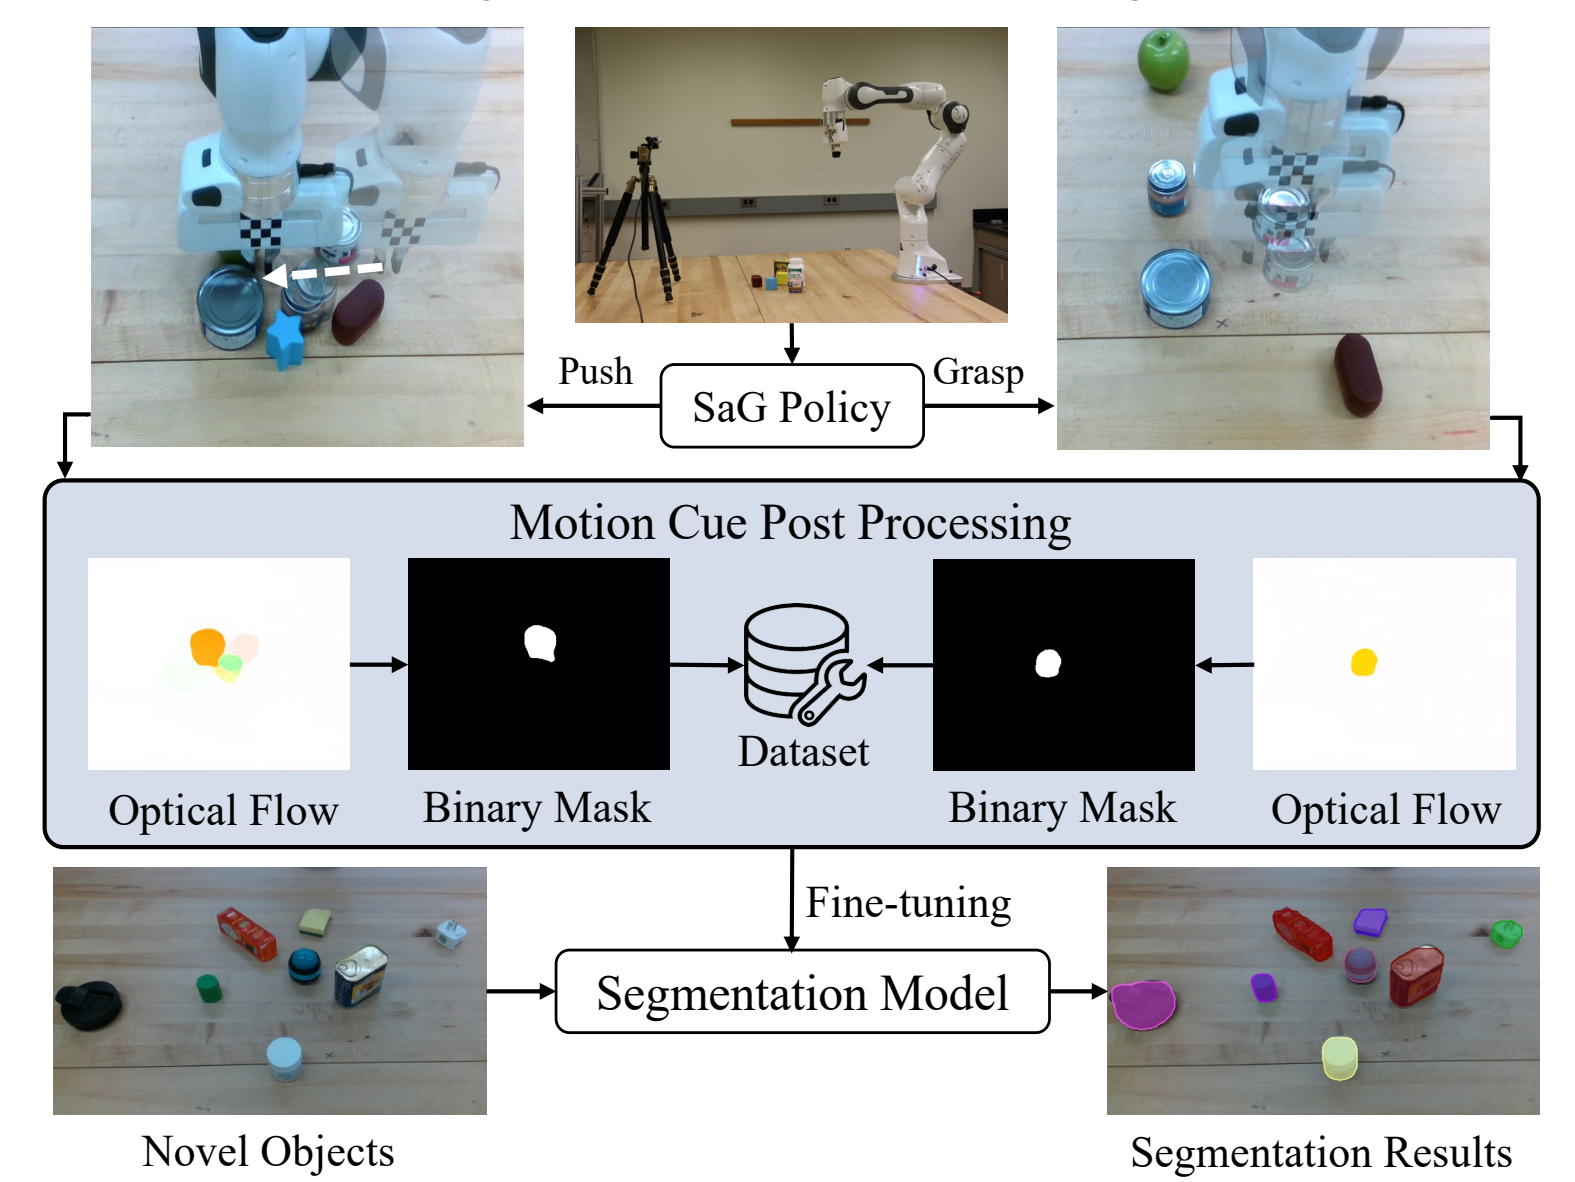 Push
Grasp
SaG Policy
Motion Cue Post Processing
Dataset
Optical Flow
Binary Mask
Binary Mask
Optical Flow
Fine-tuning
Segmentation Model
Novel Objects
Segmentation Results